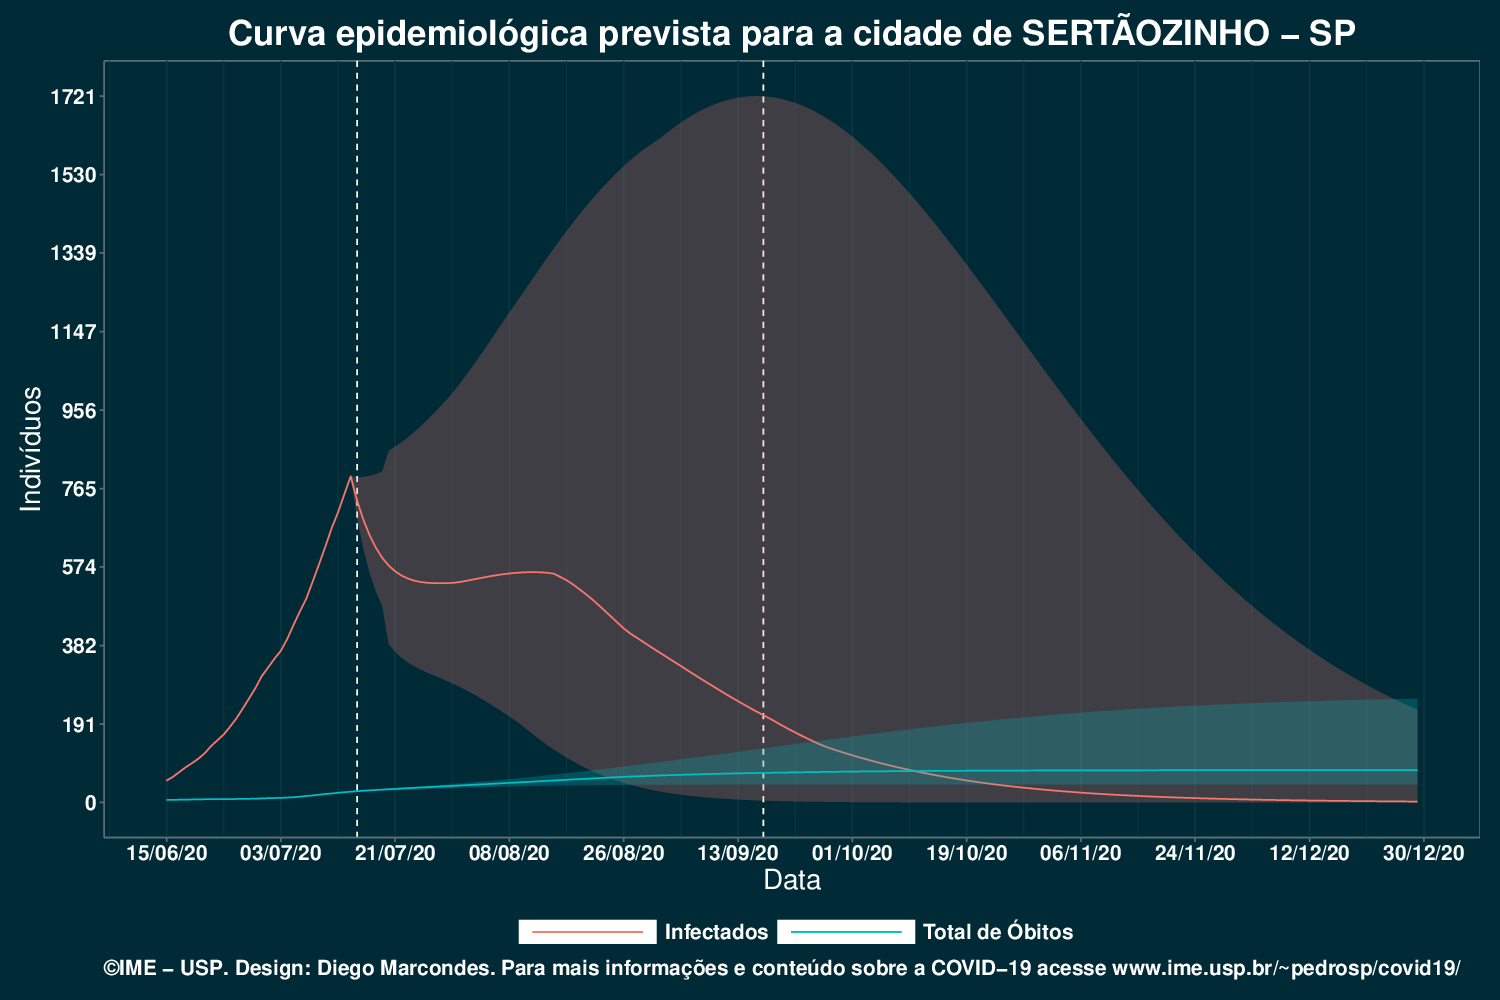 Curva epidemiológica prevista para a cidade de SERTÃOZINHO – SP
1721
1530
1339
1147
956
765
574
382
191
0
Indivíduos
15/06/20 03/07/20 21/07/20 08/08/20 26/08/20 13/09/20 01/10/20 19/10/20 06/11/20 24/11/20 12/12/20 30/12/20
Data
Infectados Total de Óbitos
©IME – USP. Design: Diego Marcondes. Para mais informações e conteúdo sobre a COVID–19 acesse www.ime.usp.br/~pedrosp/covid19/